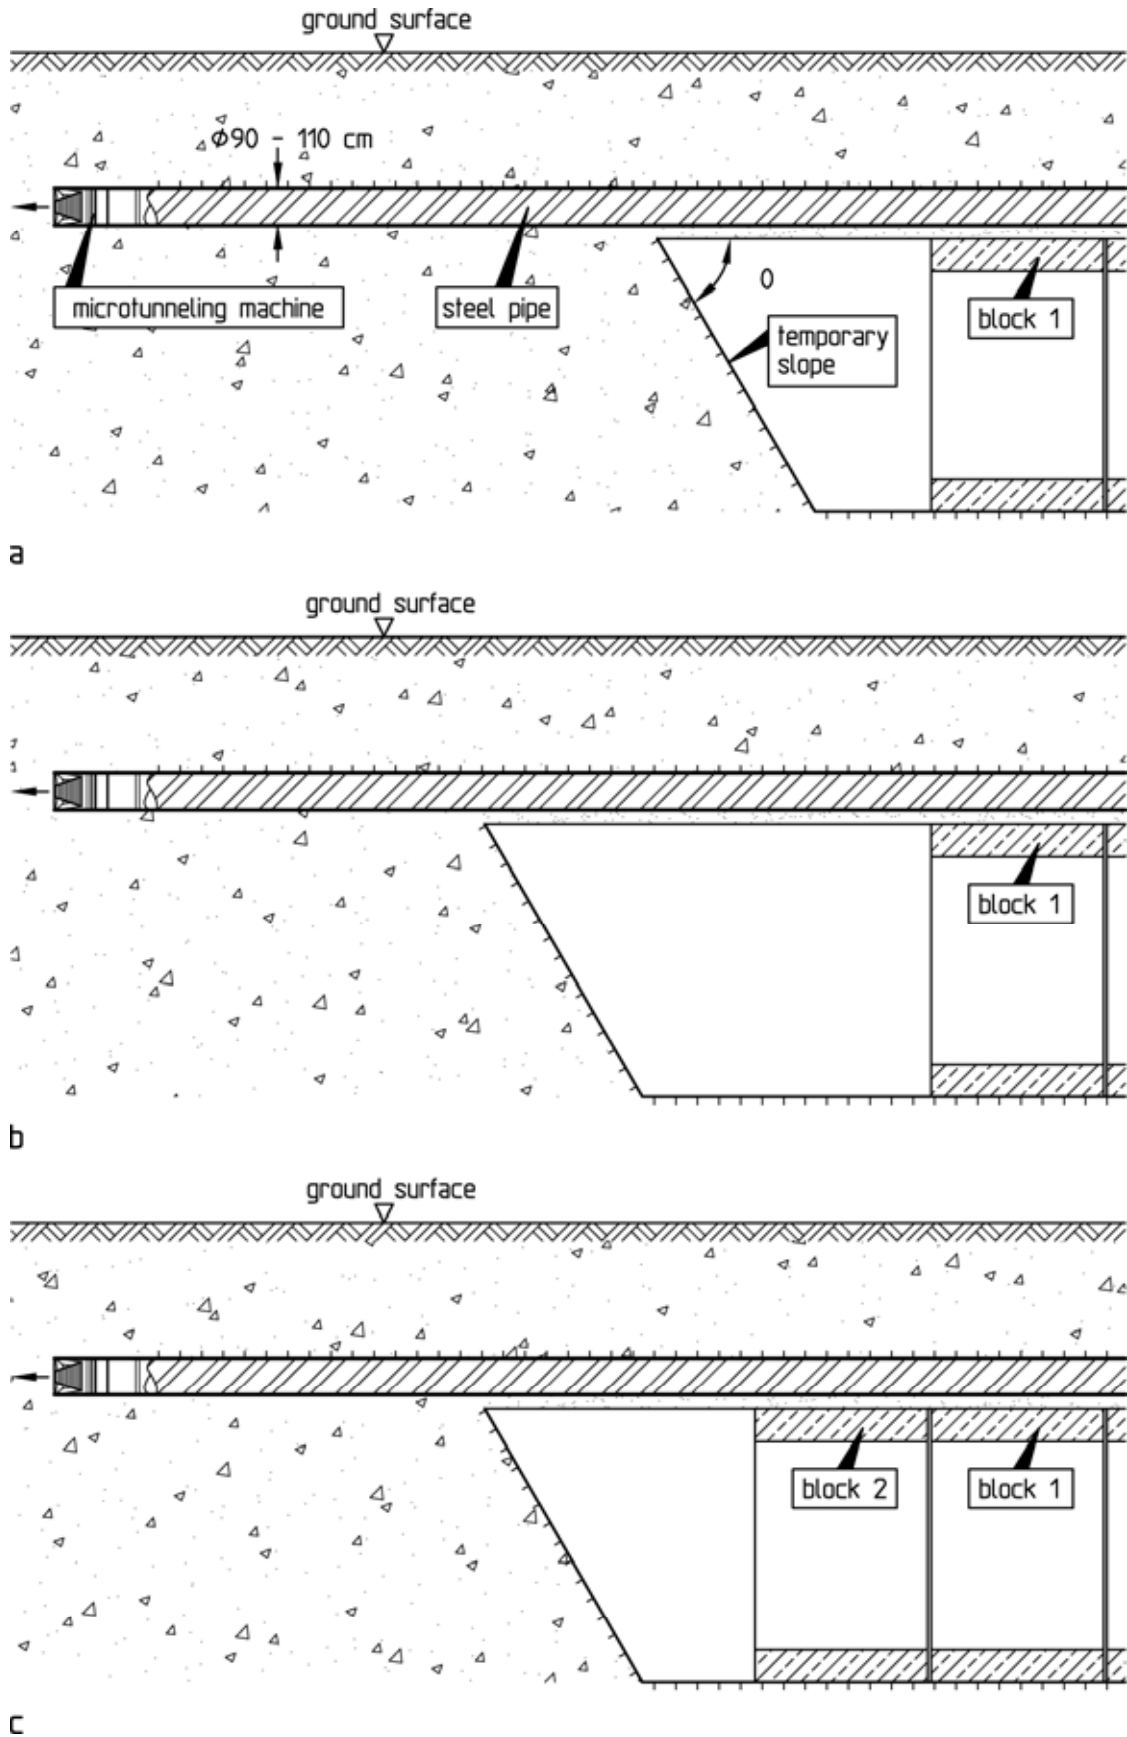 ground surface
ϕ90 - 110 cm
microtunneling machine
steel pipe
O
temporary
slope
block 1
a
ground surface
block 1
b
ground surface
block 2
block 1
c